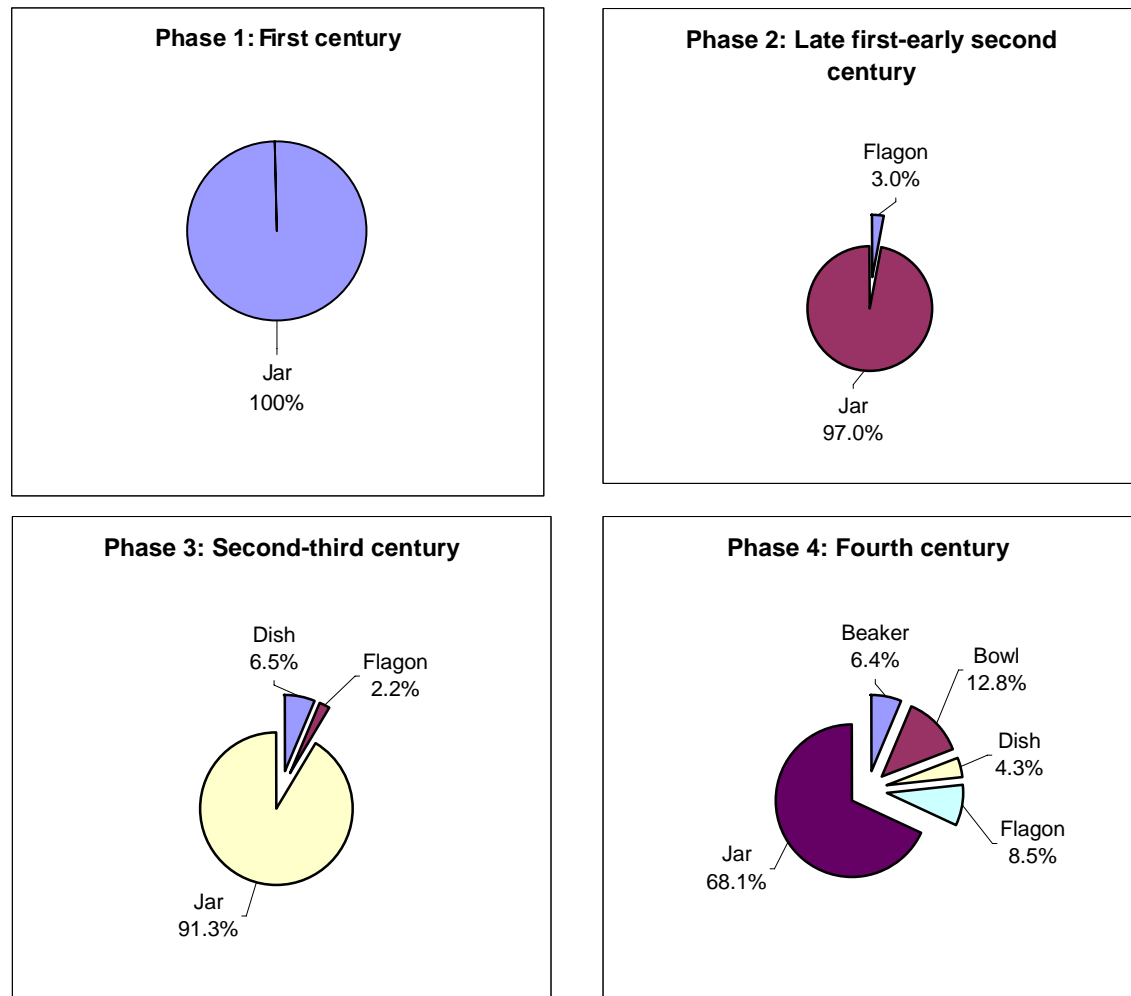 Phase 1: First century
Jar
100%
Phase 2: Late first-early second
century
Flagon
3.0%
Jar
97.0%
Phase 3: Second-third century
Dish
6.5%
Flagon
2.2%
Jar
91.3%
Phase 4: Fourth century
Beaker
6.4%
Bowl
12.8%
Dish
4.3%
Flagon
8.5%
Jar
68.1%